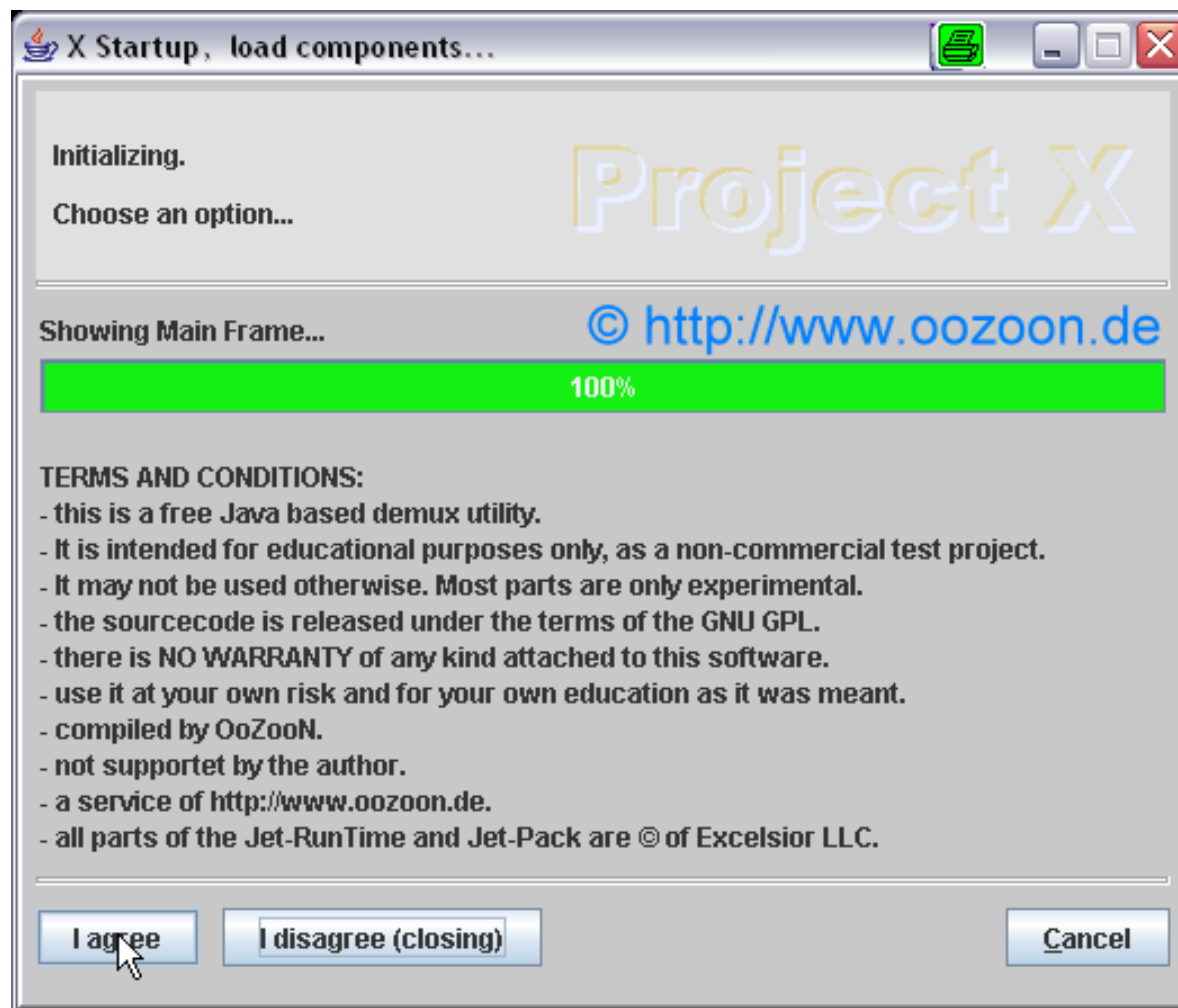 X Startup, load components...
Initializing.
Project X
Choose an option...
Showing Main Frame...
© http://www.oozoon.de
100%
TERMS AND CONDITIONS:
- this is a free Java based demux utility.
- It is intended for educational purposes only, as a non-commercial test project.
- It may not be used otherwise. Most parts are only experimental.
- the sourcecode is released under the terms of the GNU GPL.
- there is NO WARRANTY of any kind attached to this software.
- use it at your own risk and for your own education as it was meant.
- compiled by OoZooN.
- not supportet by the author.
- a service of http://www.oozoon.de.
- all parts of the Jet-RunTime and Jet-Pack are © of Excelsior LLC.
I agree
I disagree (closing)
Cancel